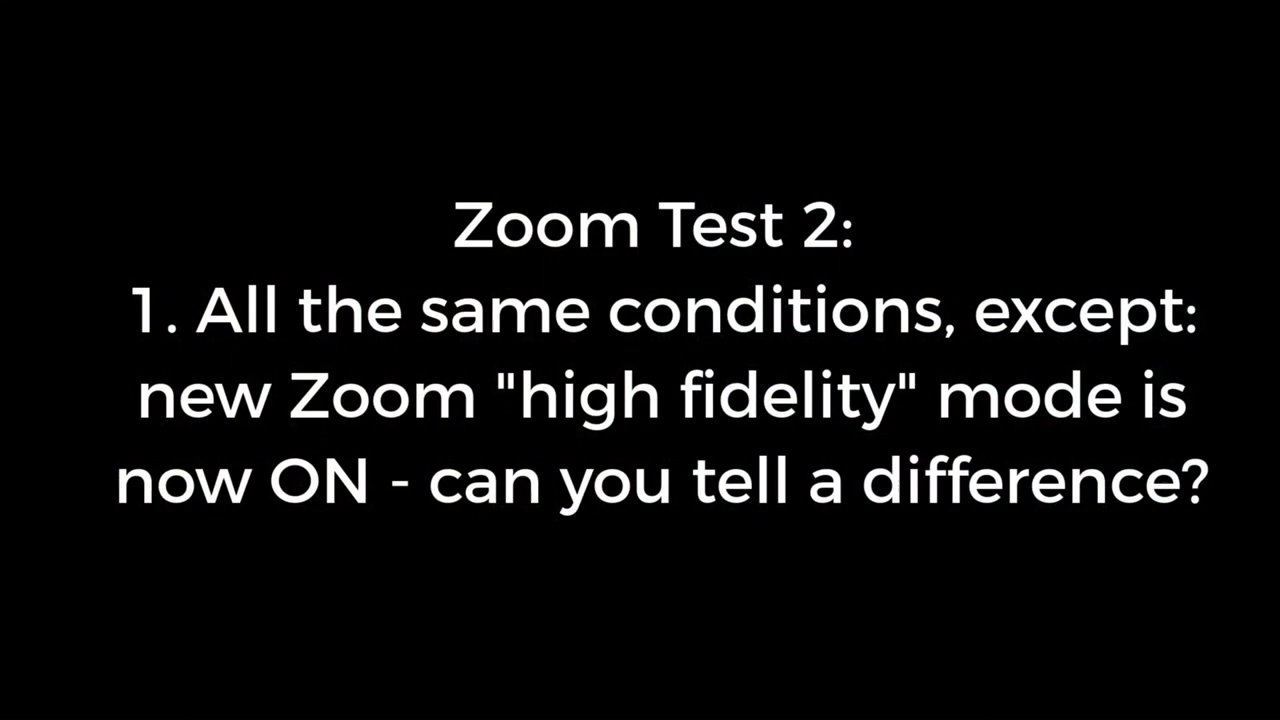 Zoom Test 2:
1. All the same conditions, except:
new Zoom "high fidelity" mode is
now ON - can you tell a difference?